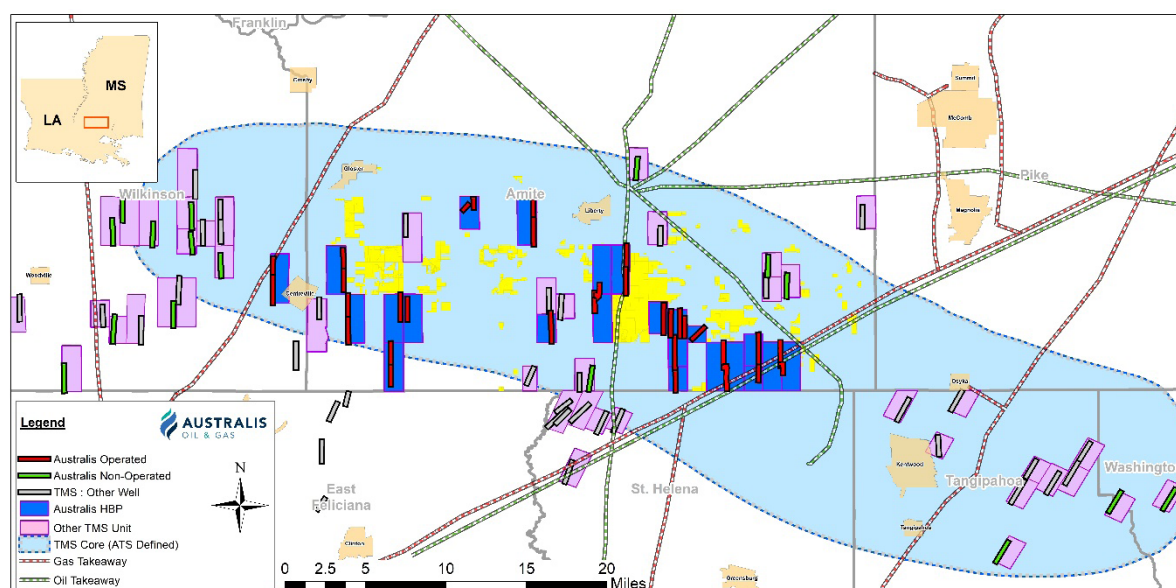 Franklin
Crosby
Summit
McComb
MS
LA
Gloster
Wilkinson
Amite
Liberty
Pike
Magnolia
Woodville
Centreville
Osyka
Kentwood
Tangipahoa
Washington
East
Feliciana
St. Helena
Tangipahoa
Clinton
Greensburg
Legend
AUSTRALIS
OIL & GAS
Australis Operated
Australis Non-Operated
TMS : Other Well
Australis HBP
Other TMS Unit
TMS Core (ATS Defined)
Gas Takeaway
Oil Takeaway
N
0 2.5 5 10 15 20
Miles